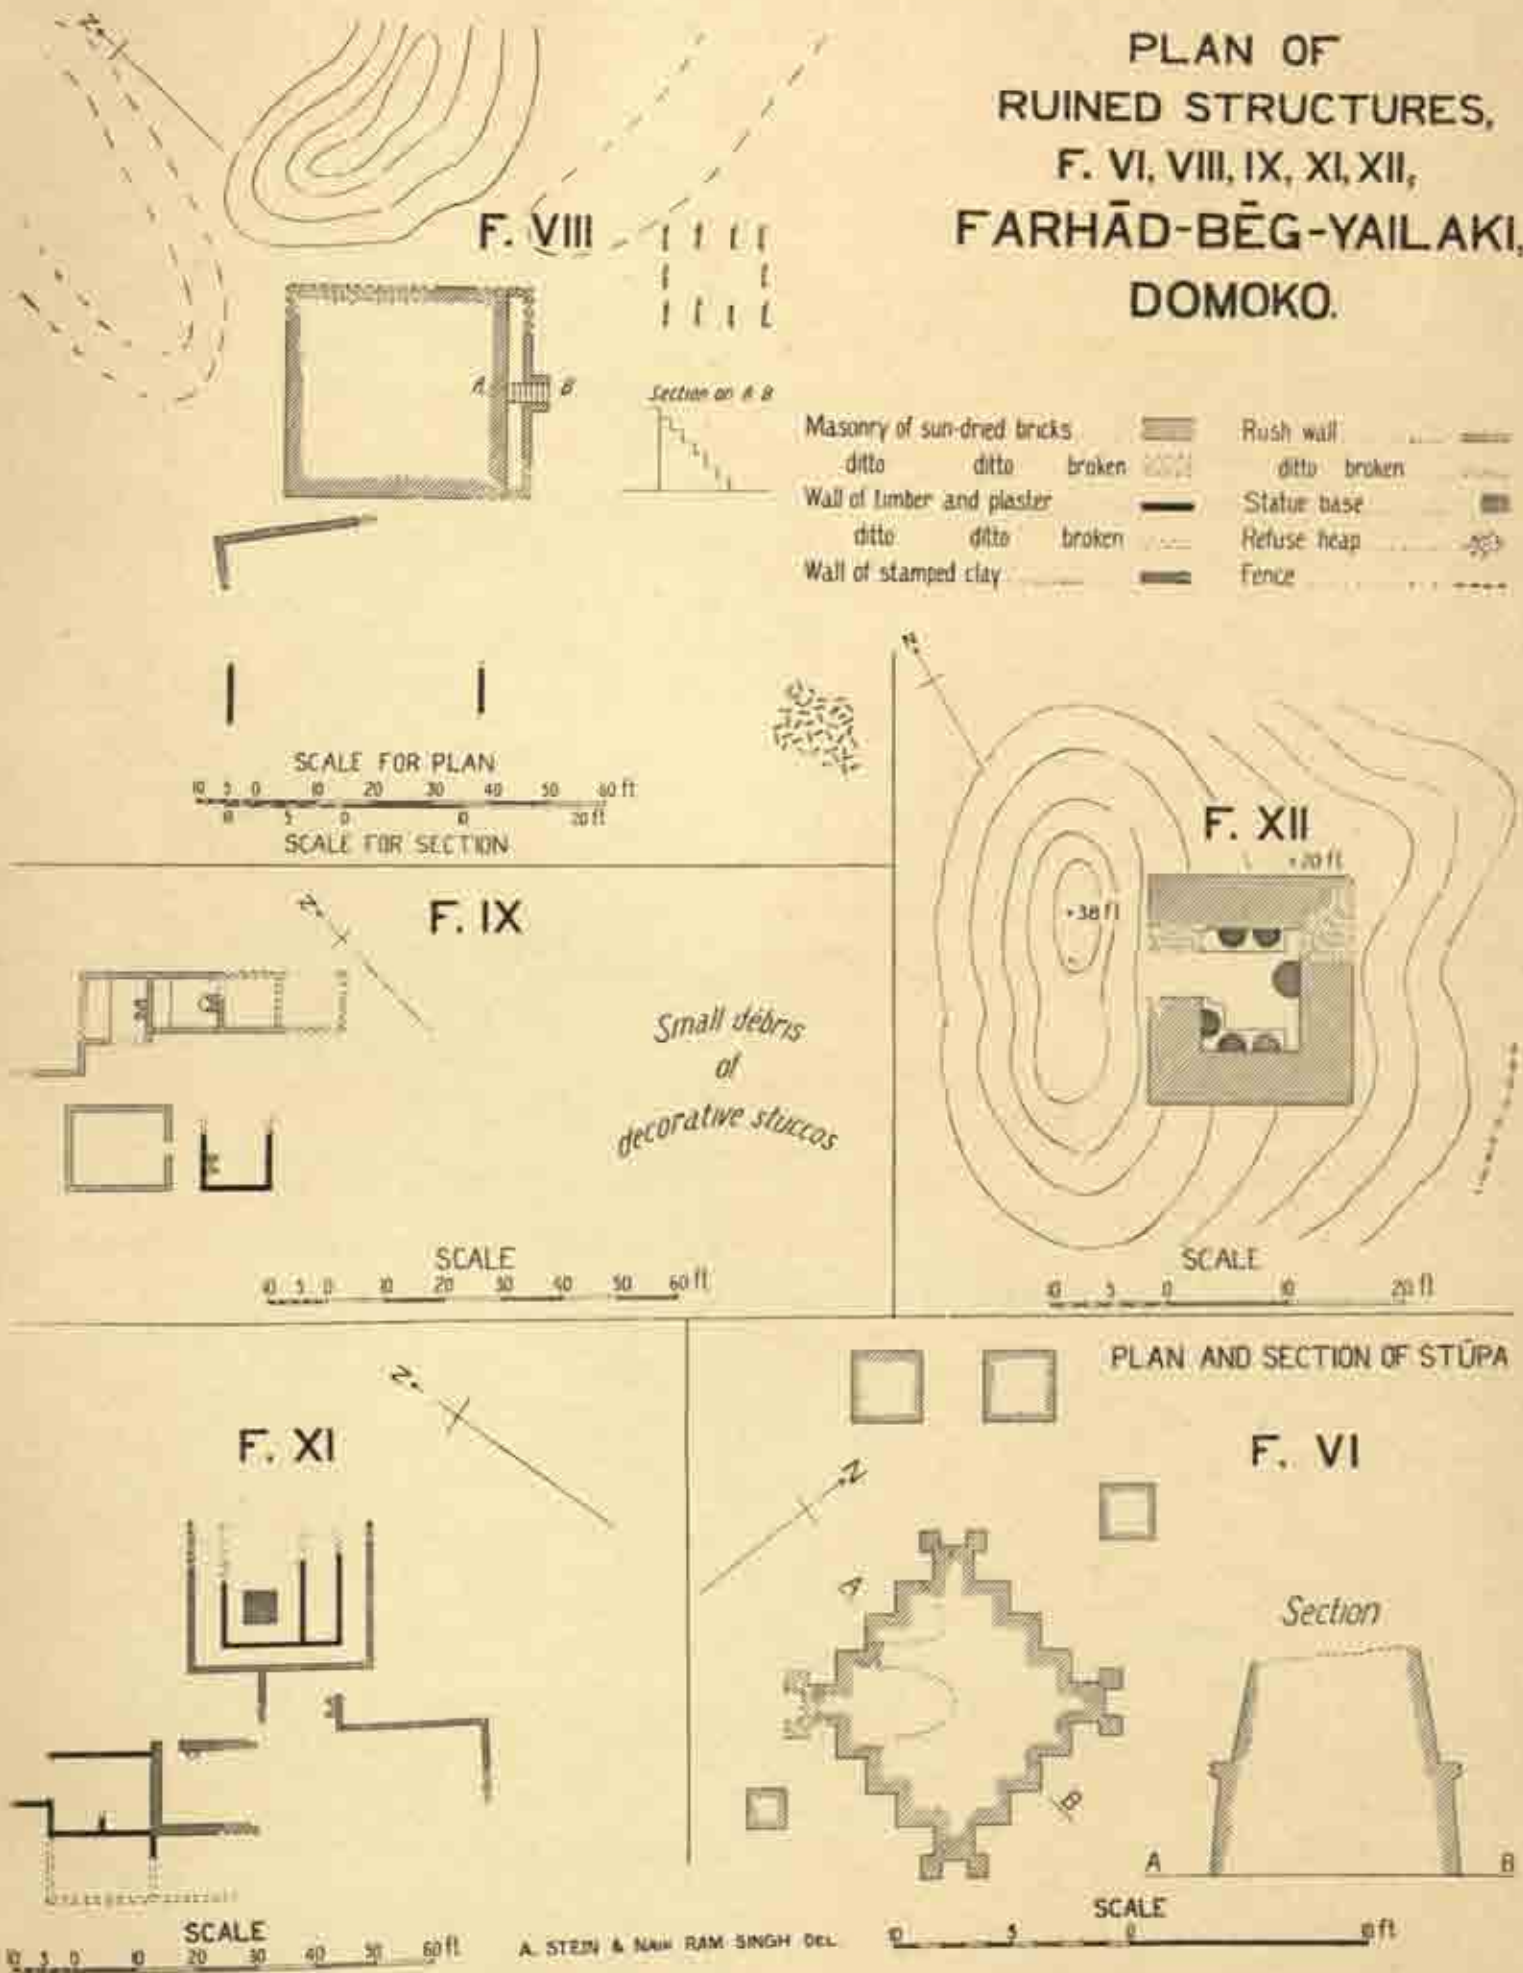 PLAN OF
RUINED STRUCTURES,
F. VI, VIII, IX, XI, XII,
FARHĀD-BĒG-YAILAKI,
DOMOKO.
N.
F. VIII
A B
Section on A B
Masonry of sun-dried bricks
ditto ditto broken
Wall of timber and plaster
ditto ditto broken
Wall of stamped clay
Rush wall
ditto broken
Statue base
Refuse heap
Fence
SCALE FOR PLAN
10 5 0 10 20 30 40 50 60 ft
10 5 0 10 20 ft
SCALE FOR SECTION
N.
F. XII
+20 ft
+38 ft
SCALE
10 5 0 10 20 ft
N.
F. IX
Small débris
of
decorative stuccos
SCALE
10 5 0 10 20 30 40 50 60 ft
N.
F. XI
SCALE
10 5 0 10 20 30 40 50 60 ft
PLAN AND SECTION OF STŪPA
F. VI
N.
A
B
Section
A B
SCALE
10 5 0 10 ft
A. STEIN & NAIK RAM SINGH DEL.